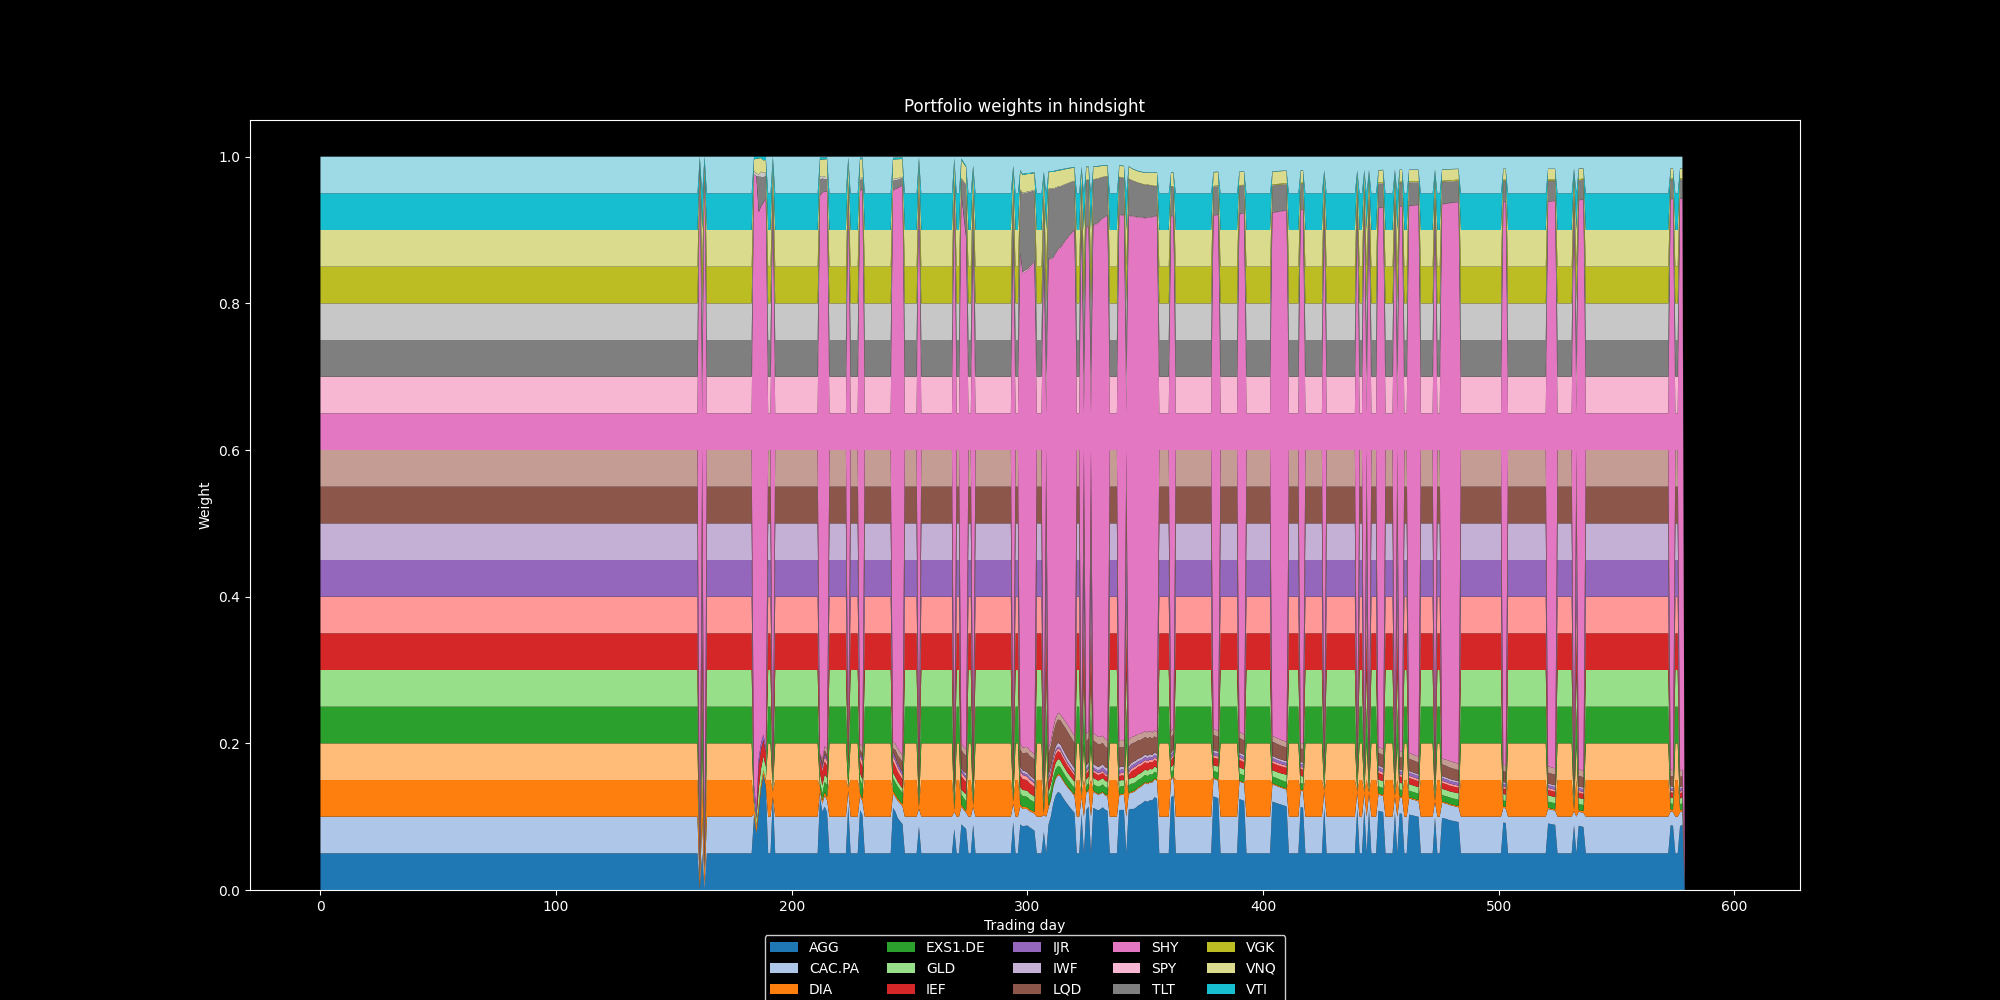 Portfolio weights in hindsight
1.0
0.8
0.6
0.4
0.2
0.0
Weight
0 100 200 300 400 500 600
Trading day
AGG EXS1.DE IJR SHY VGK
CAC.PA GLD IWF SPY VNQ
DIA IEF LQD TLT VTI